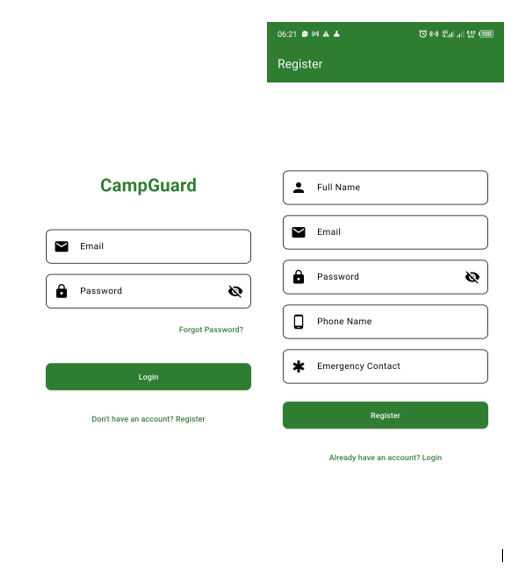 CampGuard
Email
Password
Forgot Password?
Login
Don't have an account? Register
06:21
Register
Full Name
Email
Password
Phone Name
Emergency Contact
Register
Already have an account? Login